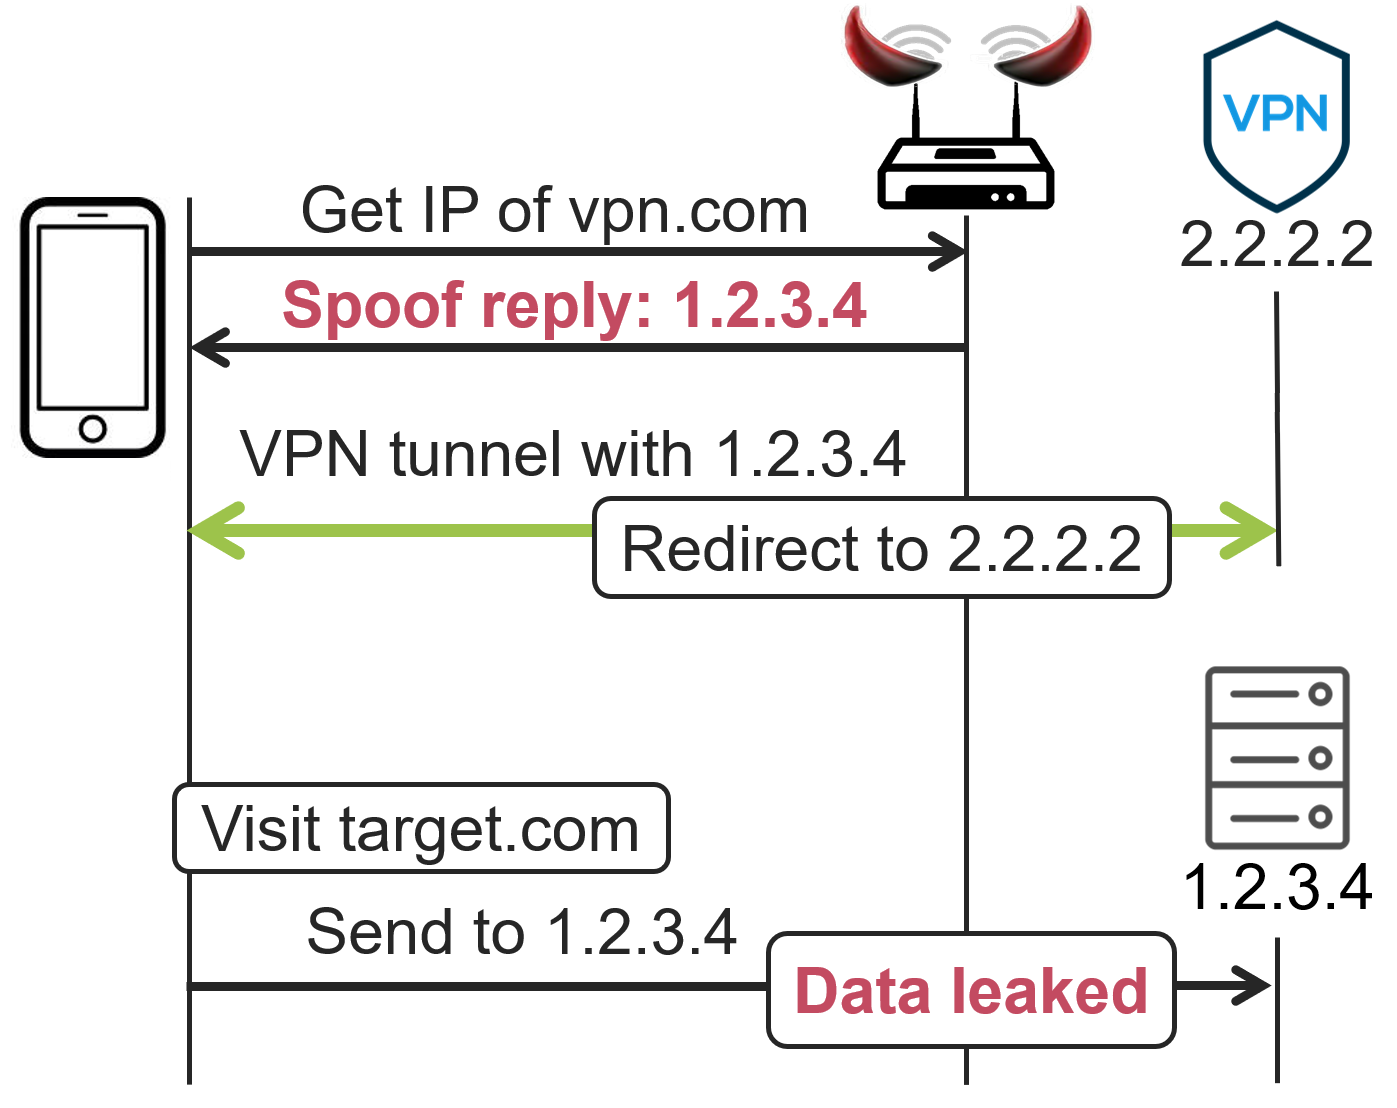 VPN
2.2.2.2
Get IP of vpn.com
Spoof reply: 1.2.3.4
VPN tunnel with 1.2.3.4
Redirect to 2.2.2.2
Visit target.com
1.2.3.4
Send to 1.2.3.4
Data leaked